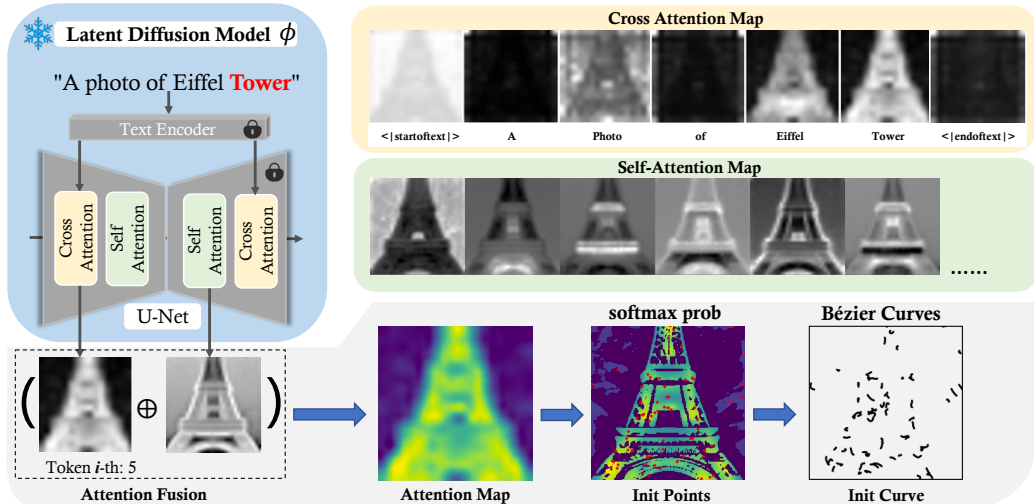 Latent Diffusion Model ϕ
"A photo of Eiffel Tower"
Text Encoder
Cross Attention
Self Attention
Self Attention
Cross Attention
U-Net
Cross Attention Map
<|startoftext|> A Photo of Eiffel Tower <|endoftext|>
Self-Attention Map
......
( ⊕ )
Token i-th: 5
Attention Fusion
Attention Map
softmax prob
Init Points
Bézier Curves
Init Curve